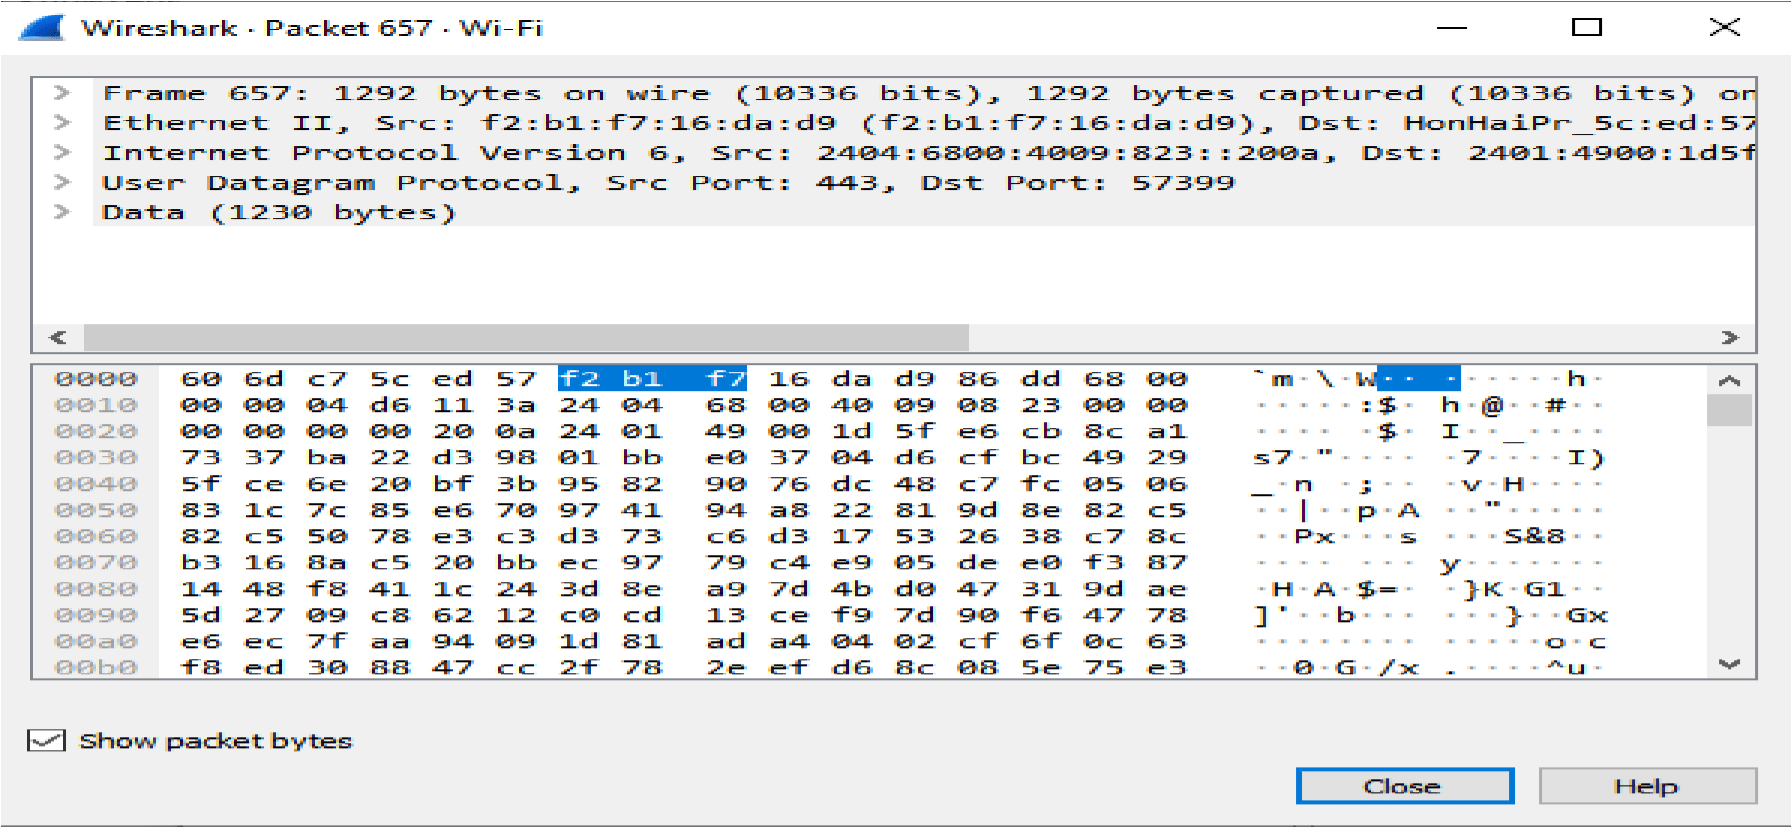 Wireshark · Packet 657 · Wi-Fi
Frame 657: 1292 bytes on wire (10336 bits), 1292 bytes captured (10336 bits) on
Ethernet II, Src: f2:b1:f7:16:da:d9 (f2:b1:f7:16:da:d9), Dst: HonHaiPr_5c:ed:57
Internet Protocol Version 6, Src: 2404:6800:4009:823::200a, Dst: 2401:4900:1d5f
User Datagram Protocol, Src Port: 443, Dst Port: 57399
Data (1230 bytes)
0000 60 6d c7 5c ed 57 f2 b1 f7 16 da d9 86 dd 68 00 `m·\·W·· ······h·
0010 00 00 04 d6 11 3a 24 04 68 00 40 09 08 23 00 00 ·····:$· h·@··#··
0020 00 00 00 00 00 20 0a 24 01 49 00 1d 5f e6 cb 8c a1 ···· ·$· I··_····
0030 73 37 ba 22 d3 98 01 bb e0 37 04 d6 cf bc 49 29 s7·"···· ·7····I)
0040 5f ce 6e 20 bf 3b 95 82 90 76 dc 48 c7 fc 05 06 _·n ·;·· ·v·H····
0050 83 1c 7c 85 e6 70 97 41 94 a8 22 81 9d 8e 82 c5 ··|··p·A ··"·····
0060 82 c5 50 78 e3 c3 d3 73 c6 d3 17 53 26 38 c7 8c ··Px···s ···S&8··
0070 b3 16 8a c5 20 bb ec 97 79 c4 e9 05 de e0 f3 87 ···· ··· y·······
0080 14 48 f8 41 1c 24 3d 8e a9 7d 4b d0 47 31 9d ae ·H·A·$=· ·}K·G1··
0090 5d 27 09 c8 62 12 c0 cd 13 ce f9 7d 90 f6 47 78 ]'··b··· ···}··Gx
00a0 e6 ec 7f aa 94 09 1d 81 ad a4 04 02 cf 6f 0c 63 ········ ·····o·c
00b0 f8 ed 30 88 47 cc 2f 78 2e ef d6 8c 08 5e 75 e3 ··0·G·/x .····^u·
Show packet bytes
Close Help